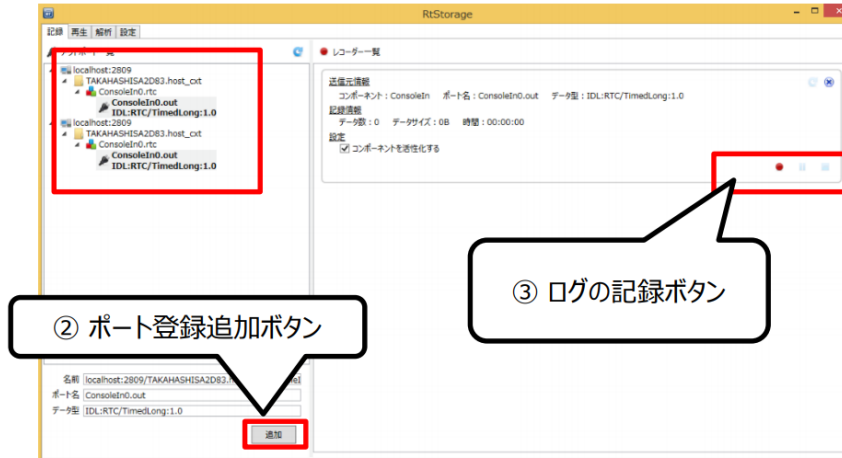 RtStorage
記録 再生 解析 設定
レコーダー一覧
localhost:2809
TAKAHASHISA2D83.host_cxt
ConsoleIn0.rtc
ConsoleIn0.out
IDL:RTC/TimedLong:1.0
localhost:2809
TAKAHASHISA2D83.host_cxt
ConsoleIn0.rtc
ConsoleIn0.out
IDL:RTC/TimedLong:1.0
送信元情報
コンポーネント : ConsoleIn ポート名 : ConsoleIn0.out データ型 : IDL:RTC/TimedLong:1.0
記録情報
データ数 : 0 データサイズ : 0B 時間 : 00:00:00
設定
コンポーネントを活性化する
③ ログの記録ボタン
② ポート登録追加ボタン
名前 localhost:2809/TAKAHASHISA2D83.h
ポート名 ConsoleIn0.out
データ型 IDL:RTC/TimedLong:1.0
追加